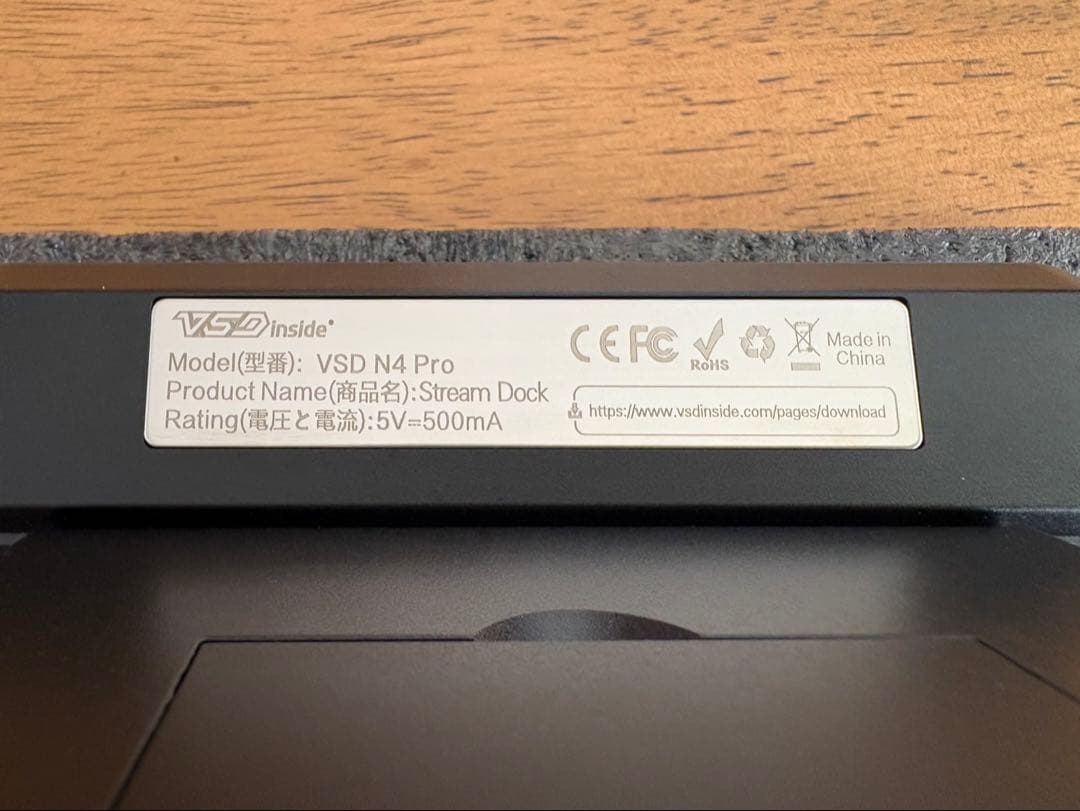 VSDinside
Model(型番): VSD N4 Pro
Product Name(商品名):Stream Dock
Rating(電圧と電流):5V⎓500mA
CE FC RoHS Made in
China
https://www.vsdinside.com/pages/download